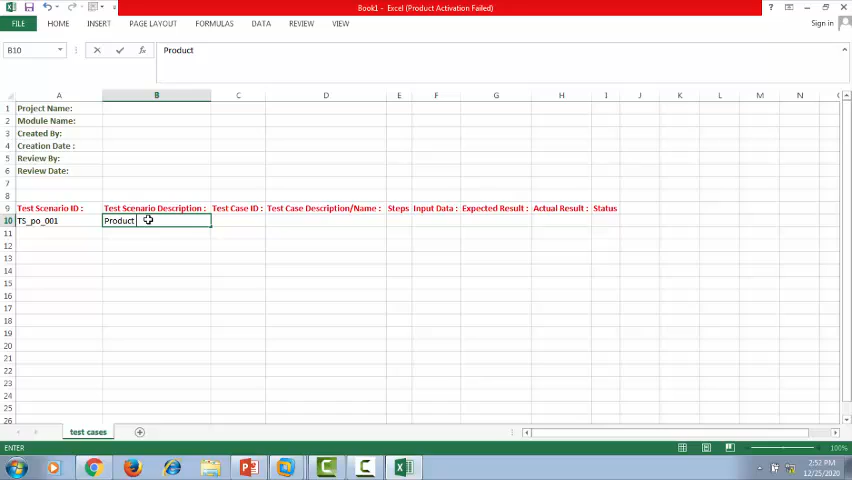 Book1 - Excel (Product Activation Failed)
FILE HOME INSERT PAGE LAYOUT FORMULAS DATA REVIEW VIEW Sign in
B10 Product
A B C D E F G H I J K L M N
1 Project Name:
2 Module Name:
3 Created By:
4 Creation Date :
5 Review By:
6 Review Date:
7
8
9 Test Scenario ID : Test Scenario Description : Test Case ID : Test Case Description/Name : Steps Input Data : Expected Result : Actual Result : Status
10 TS_po_001 Product
11
12
13
14
15
16
17
18
19
20
21
22
23
24
25
26
test cases
ENTER 100%
2:52 PM
12/25/2020